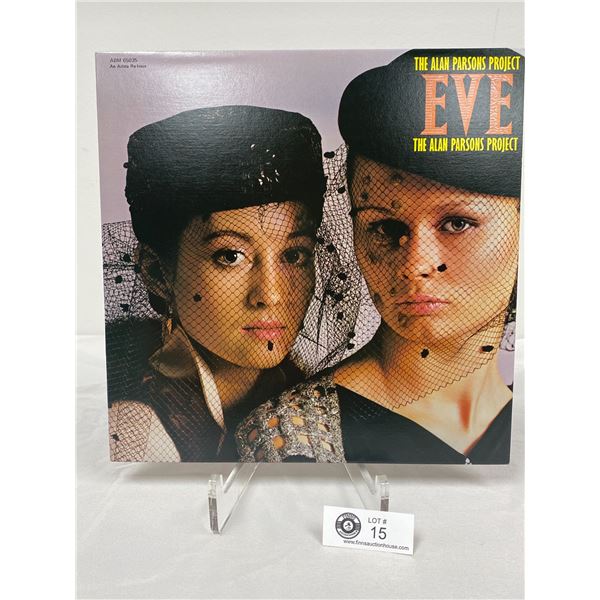 ABM 65035
An Arista Release
THE ALAN PARSONS PROJECT
EVE
THE ALAN PARSONS PROJECT
LOT #
15
www.finnsauctionhouse.com